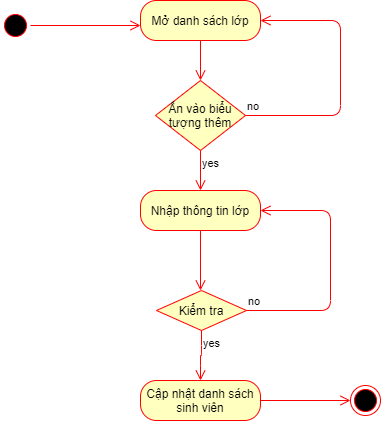 Mở danh sách lớp
Ấn vào biểu
tượng thêm
no
yes
Nhập thông tin lớp
Kiểm tra
no
yes
Cập nhật danh sách
sinh viên